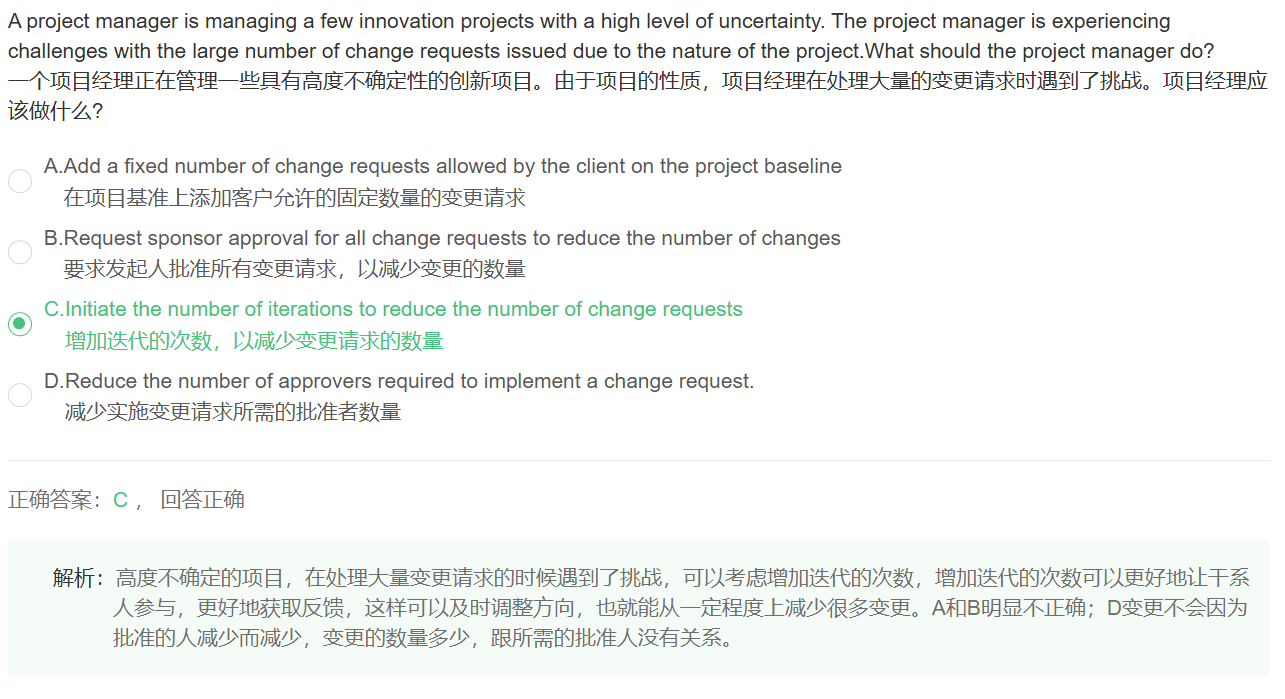 A project manager is managing a few innovation projects with a high level of uncertainty. The project manager is experiencing
challenges with the large number of change requests issued due to the nature of the project.What should the project manager do?
一个项目经理正在管理一些具有高度不确定性的创新项目。由于项目的性质，项目经理在处理大量的变更请求时遇到了挑战。项目经理应
该做什么?
A.Add a fixed number of change requests allowed by the client on the project baseline
在项目基准上添加客户允许的固定数量的变更请求
B.Request sponsor approval for all change requests to reduce the number of changes
要求发起人批准所有变更请求，以减少变更的数量
C.Initiate the number of iterations to reduce the number of change requests
增加迭代的次数，以减少变更请求的数量
D.Reduce the number of approvers required to implement a change request.
减少实施变更请求所需的批准者数量
正确答案：C， 回答正确
解析：高度不确定的项目，在处理大量变更请求的时候遇到了挑战，可以考虑增加迭代的次数，增加迭代的次数可以更好地让干系
人参与，更好地获取反馈，这样可以及时调整方向，也就能从一定程度上减少很多变更。A和B明显不正确；D变更不会因为
批准的人减少而减少，变更的数量多少，跟所需的批准人没有关系。